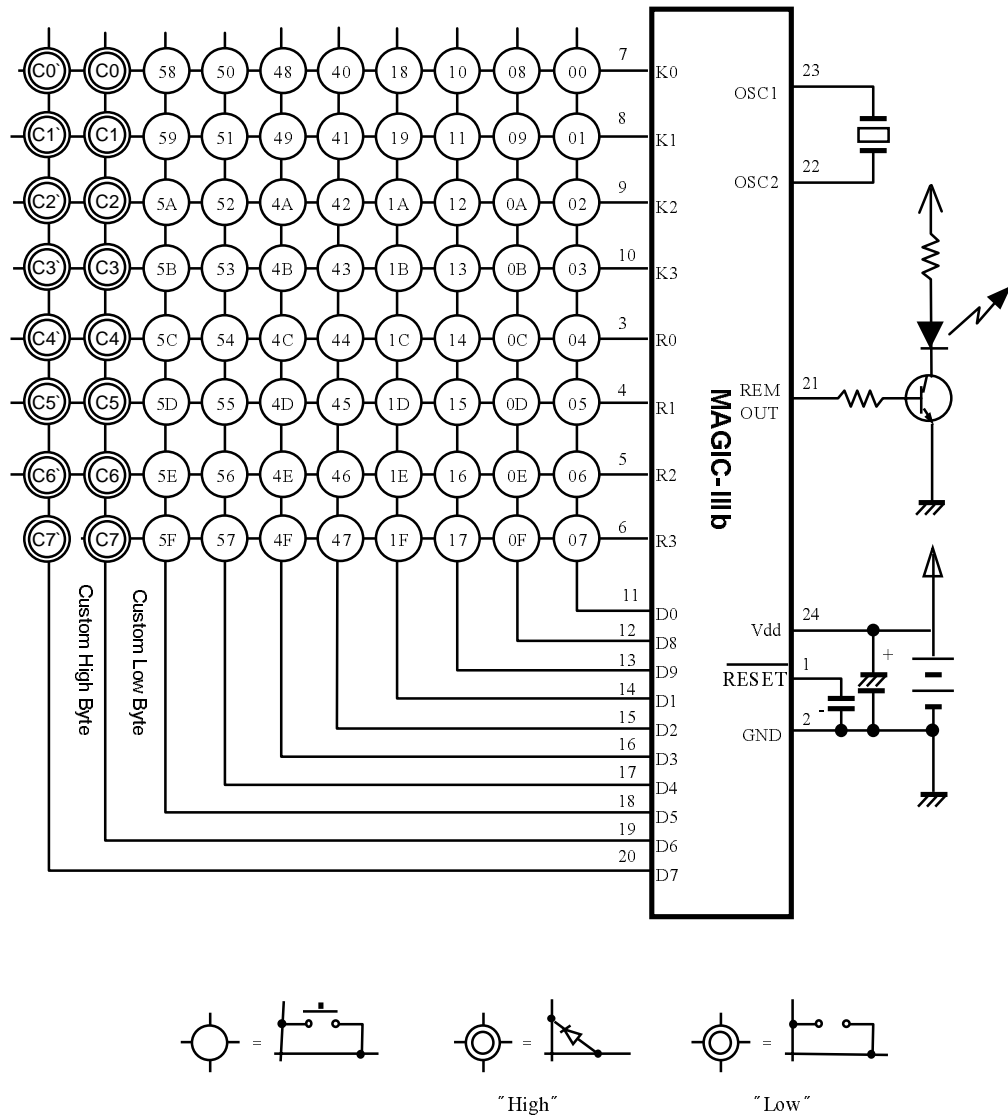 C0` C0 58 50 48 40 18 10 08 00 7 K0
C1` C1 59 51 49 41 19 11 09 01 8 K1
C2` C2 5A 52 4A 42 1A 12 0A 02 9 K2
C3` C3 5B 53 4B 43 1B 13 0B 03 10 K3
C4` C4 5C 54 4C 44 1C 14 0C 04 3 R0
C5` C5 5D 55 4D 45 1D 15 0D 05 4 R1
C6` C6 5E 56 4E 46 1E 16 0E 06 5 R2
C7` C7 5F 57 4F 47 1F 17 0F 07 6 R3
Custom High Byte
Custom Low Byte
11 D0
12 D8
13 D9
14 D1
15 D2
16 D3
17 D4
18 D5
19 D6
20 D7
MAGIC-IIIb
OSC1 23
OSC2 22
REM 21
OUT
Vdd 24
+
RESET 1
-
GND 2
= = =
"High" "Low"